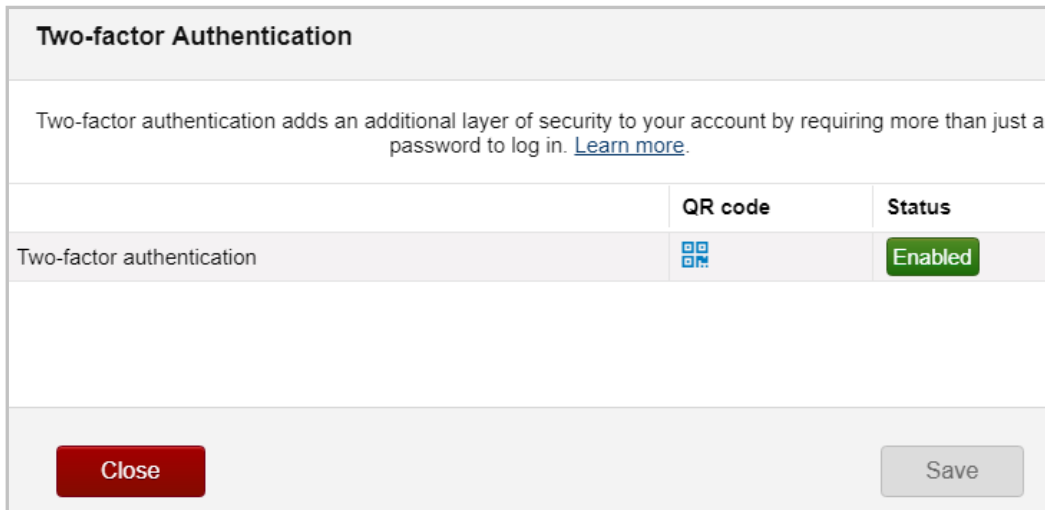 Two-factor Authentication
Two-factor authentication adds an additional layer of security to your account by requiring more than just a
password to log in. Learn more.
QR code Status
Two-factor authentication Enabled
Close Save